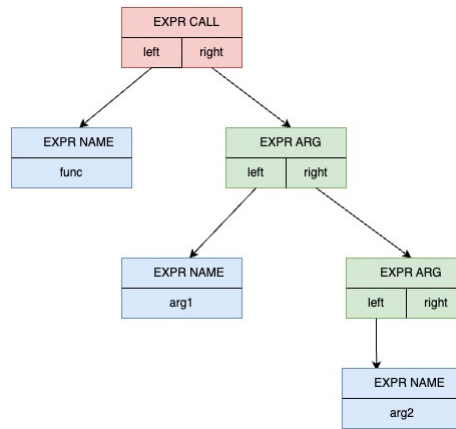 EXPR CALL
left right
EXPR NAME
func
EXPR ARG
left right
EXPR NAME
arg1
EXPR ARG
left right
EXPR NAME
arg2